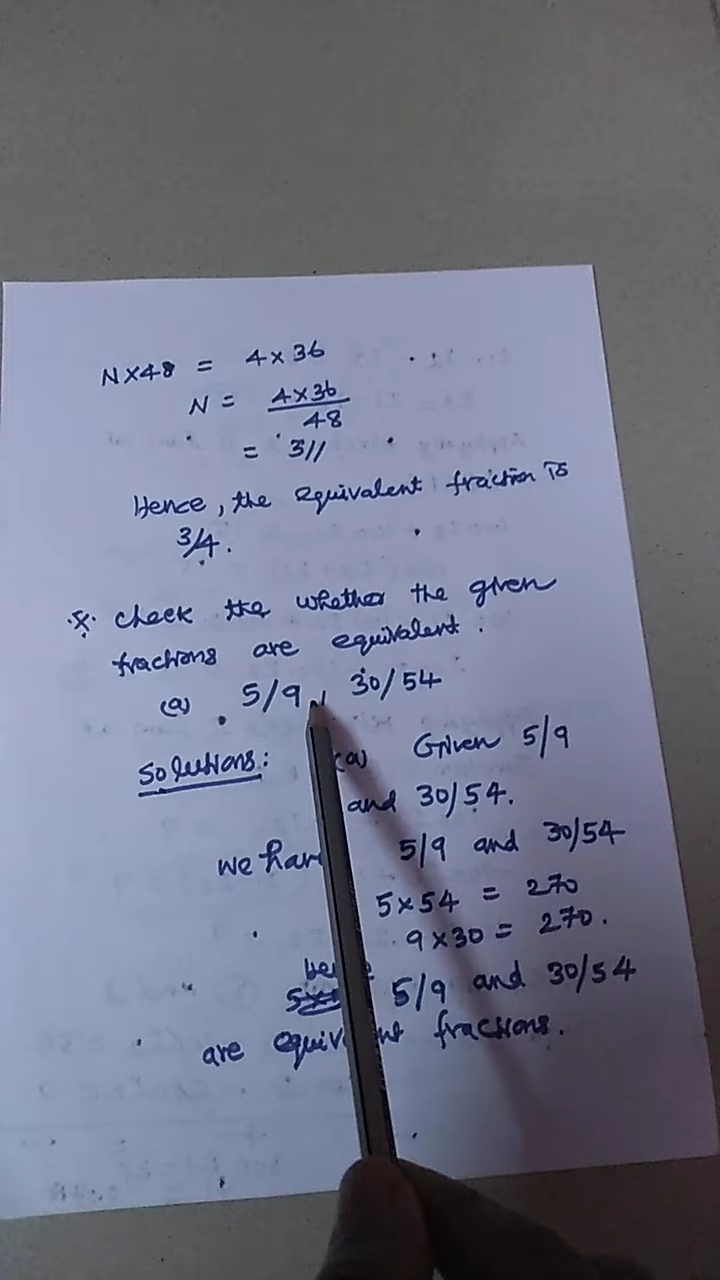 N×48 = 4×36
N = 4×36
48
= 3//
Hence, the equivalent fraction is
3/4.
* check the whether the given
fractions are equivalent.
(a) 5/9, 30/54
Solutions: (a) Given 5/9
and 30/54.
we have 5/9 and 30/54
5×54 = 270
9×30 = 270.
5/9 and 30/54
are equivalent fractions.